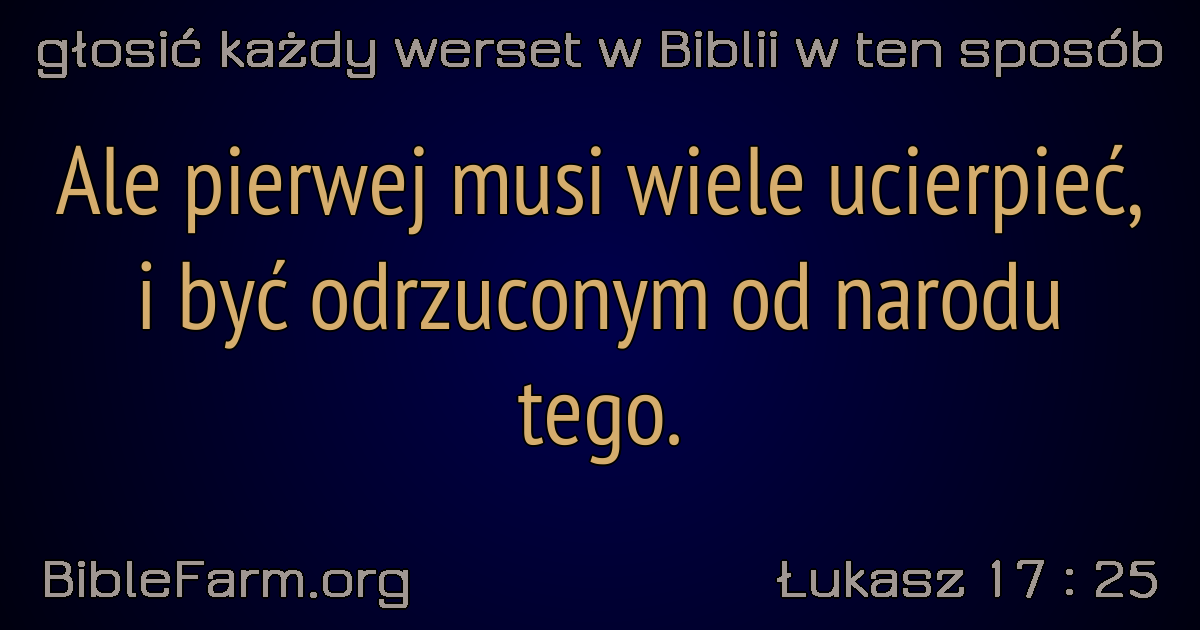 głosić każdy werset w Biblii w ten sposób
Ale pierwej musi wiele ucierpieć,
i być odrzuconym od narodu
tego.
BibleFarm.org
Łukasz 17 : 25